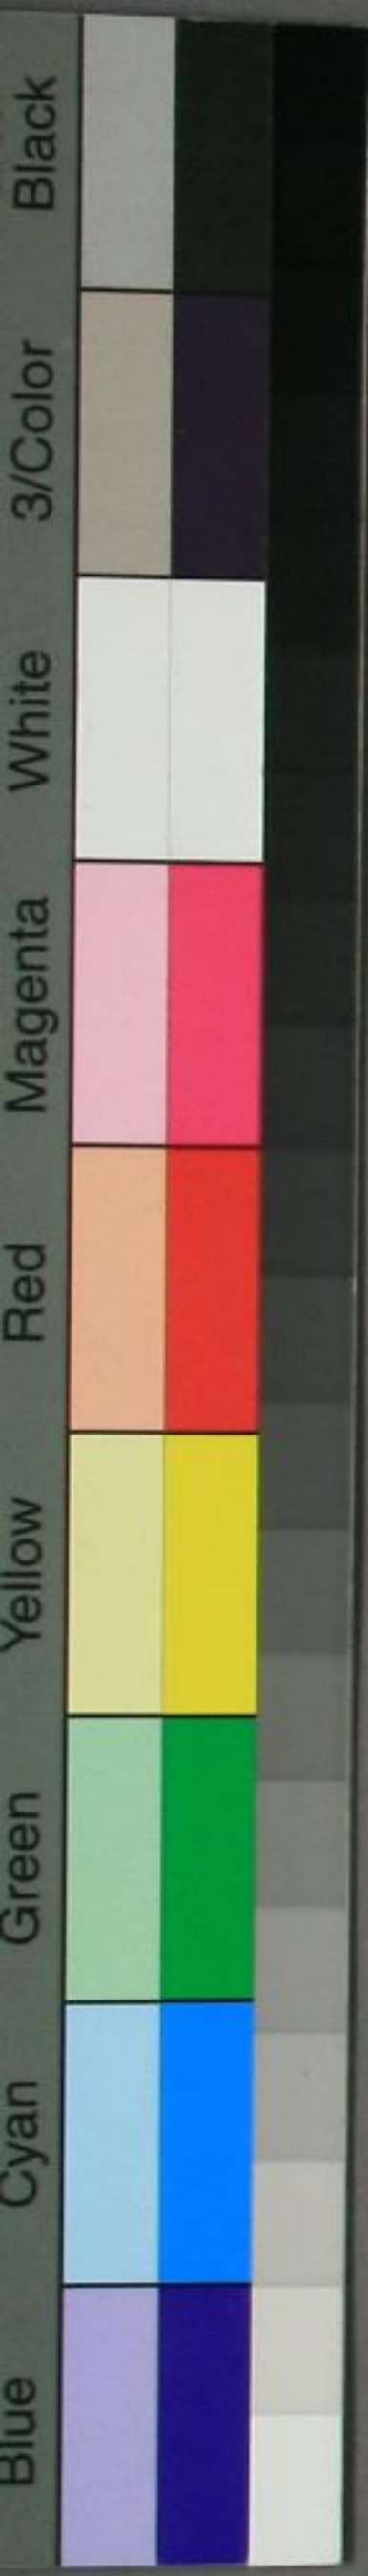 Blue
Cyan
Green
Yellow
Red
Magenta
White
3/Color
Black